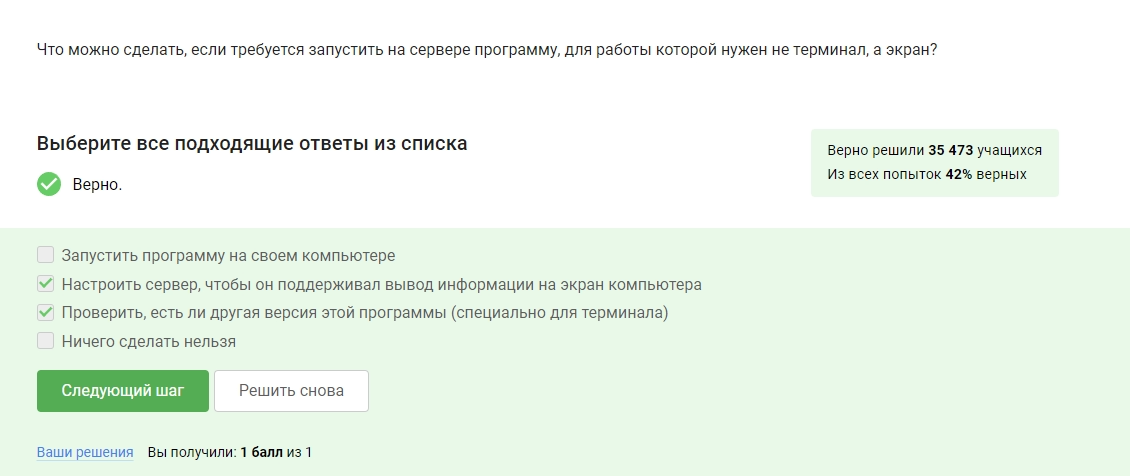 Что можно сделать, если требуется запустить на сервере программу, для работы которой нужен не терминал, а экран?
Выберите все подходящие ответы из списка
Верно.
Верно решили 35 473 учащихся
Из всех попыток 42% верных
Запустить программу на своем компьютере
Настроить сервер, чтобы он поддерживал вывод информации на экран компьютера
Проверить, есть ли другая версия этой программы (специально для терминала)
Ничего сделать нельзя
Следующий шаг
Решить снова
Ваши решения Вы получили: 1 балл из 1